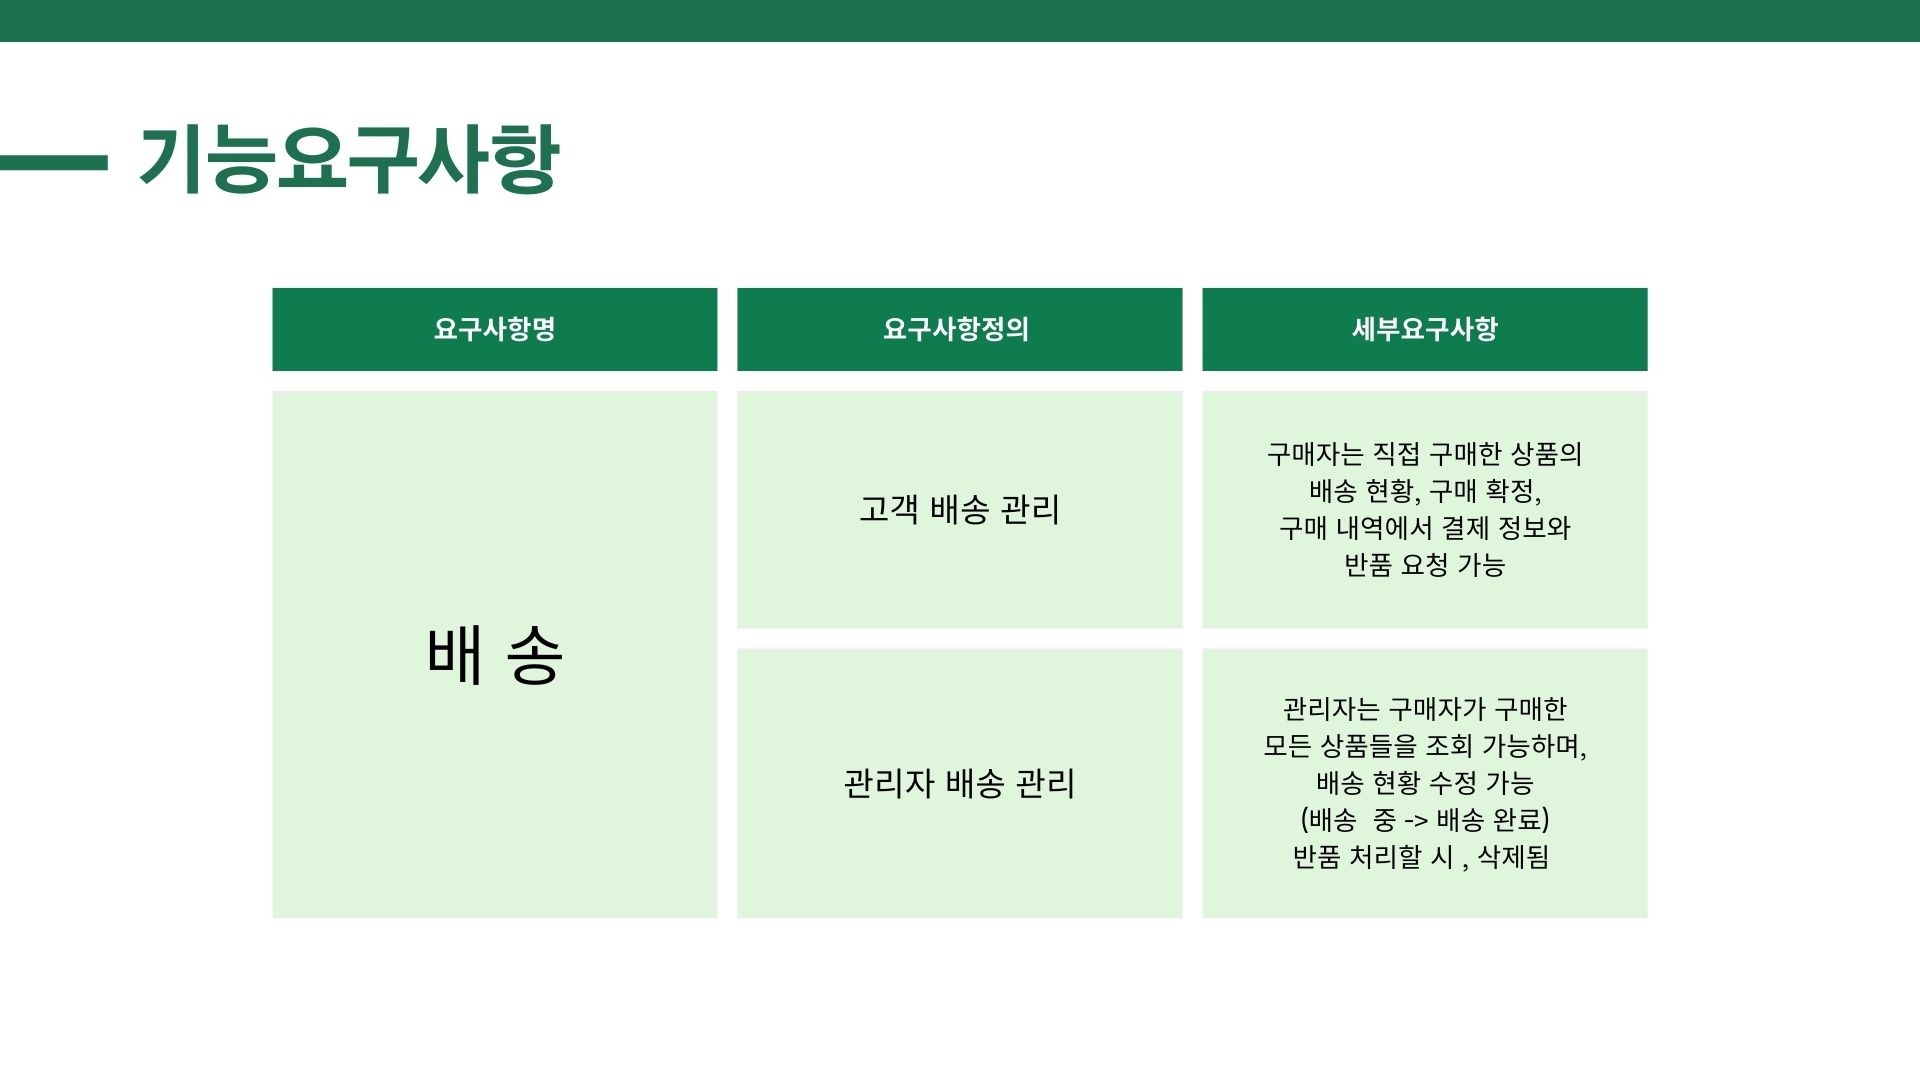 기능요구사항
요구사항명
요구사항정의
세부요구사항
배 송
고객 배송 관리
구매자는 직접 구매한 상품의
배송 현황, 구매 확정,
구매 내역에서 결제 정보와
반품 요청 가능
관리자 배송 관리
관리자는 구매자가 구매한
모든 상품들을 조회 가능하며,
배송 현황 수정 가능
(배송  중 -> 배송 완료)
반품 처리할 시 , 삭제됨